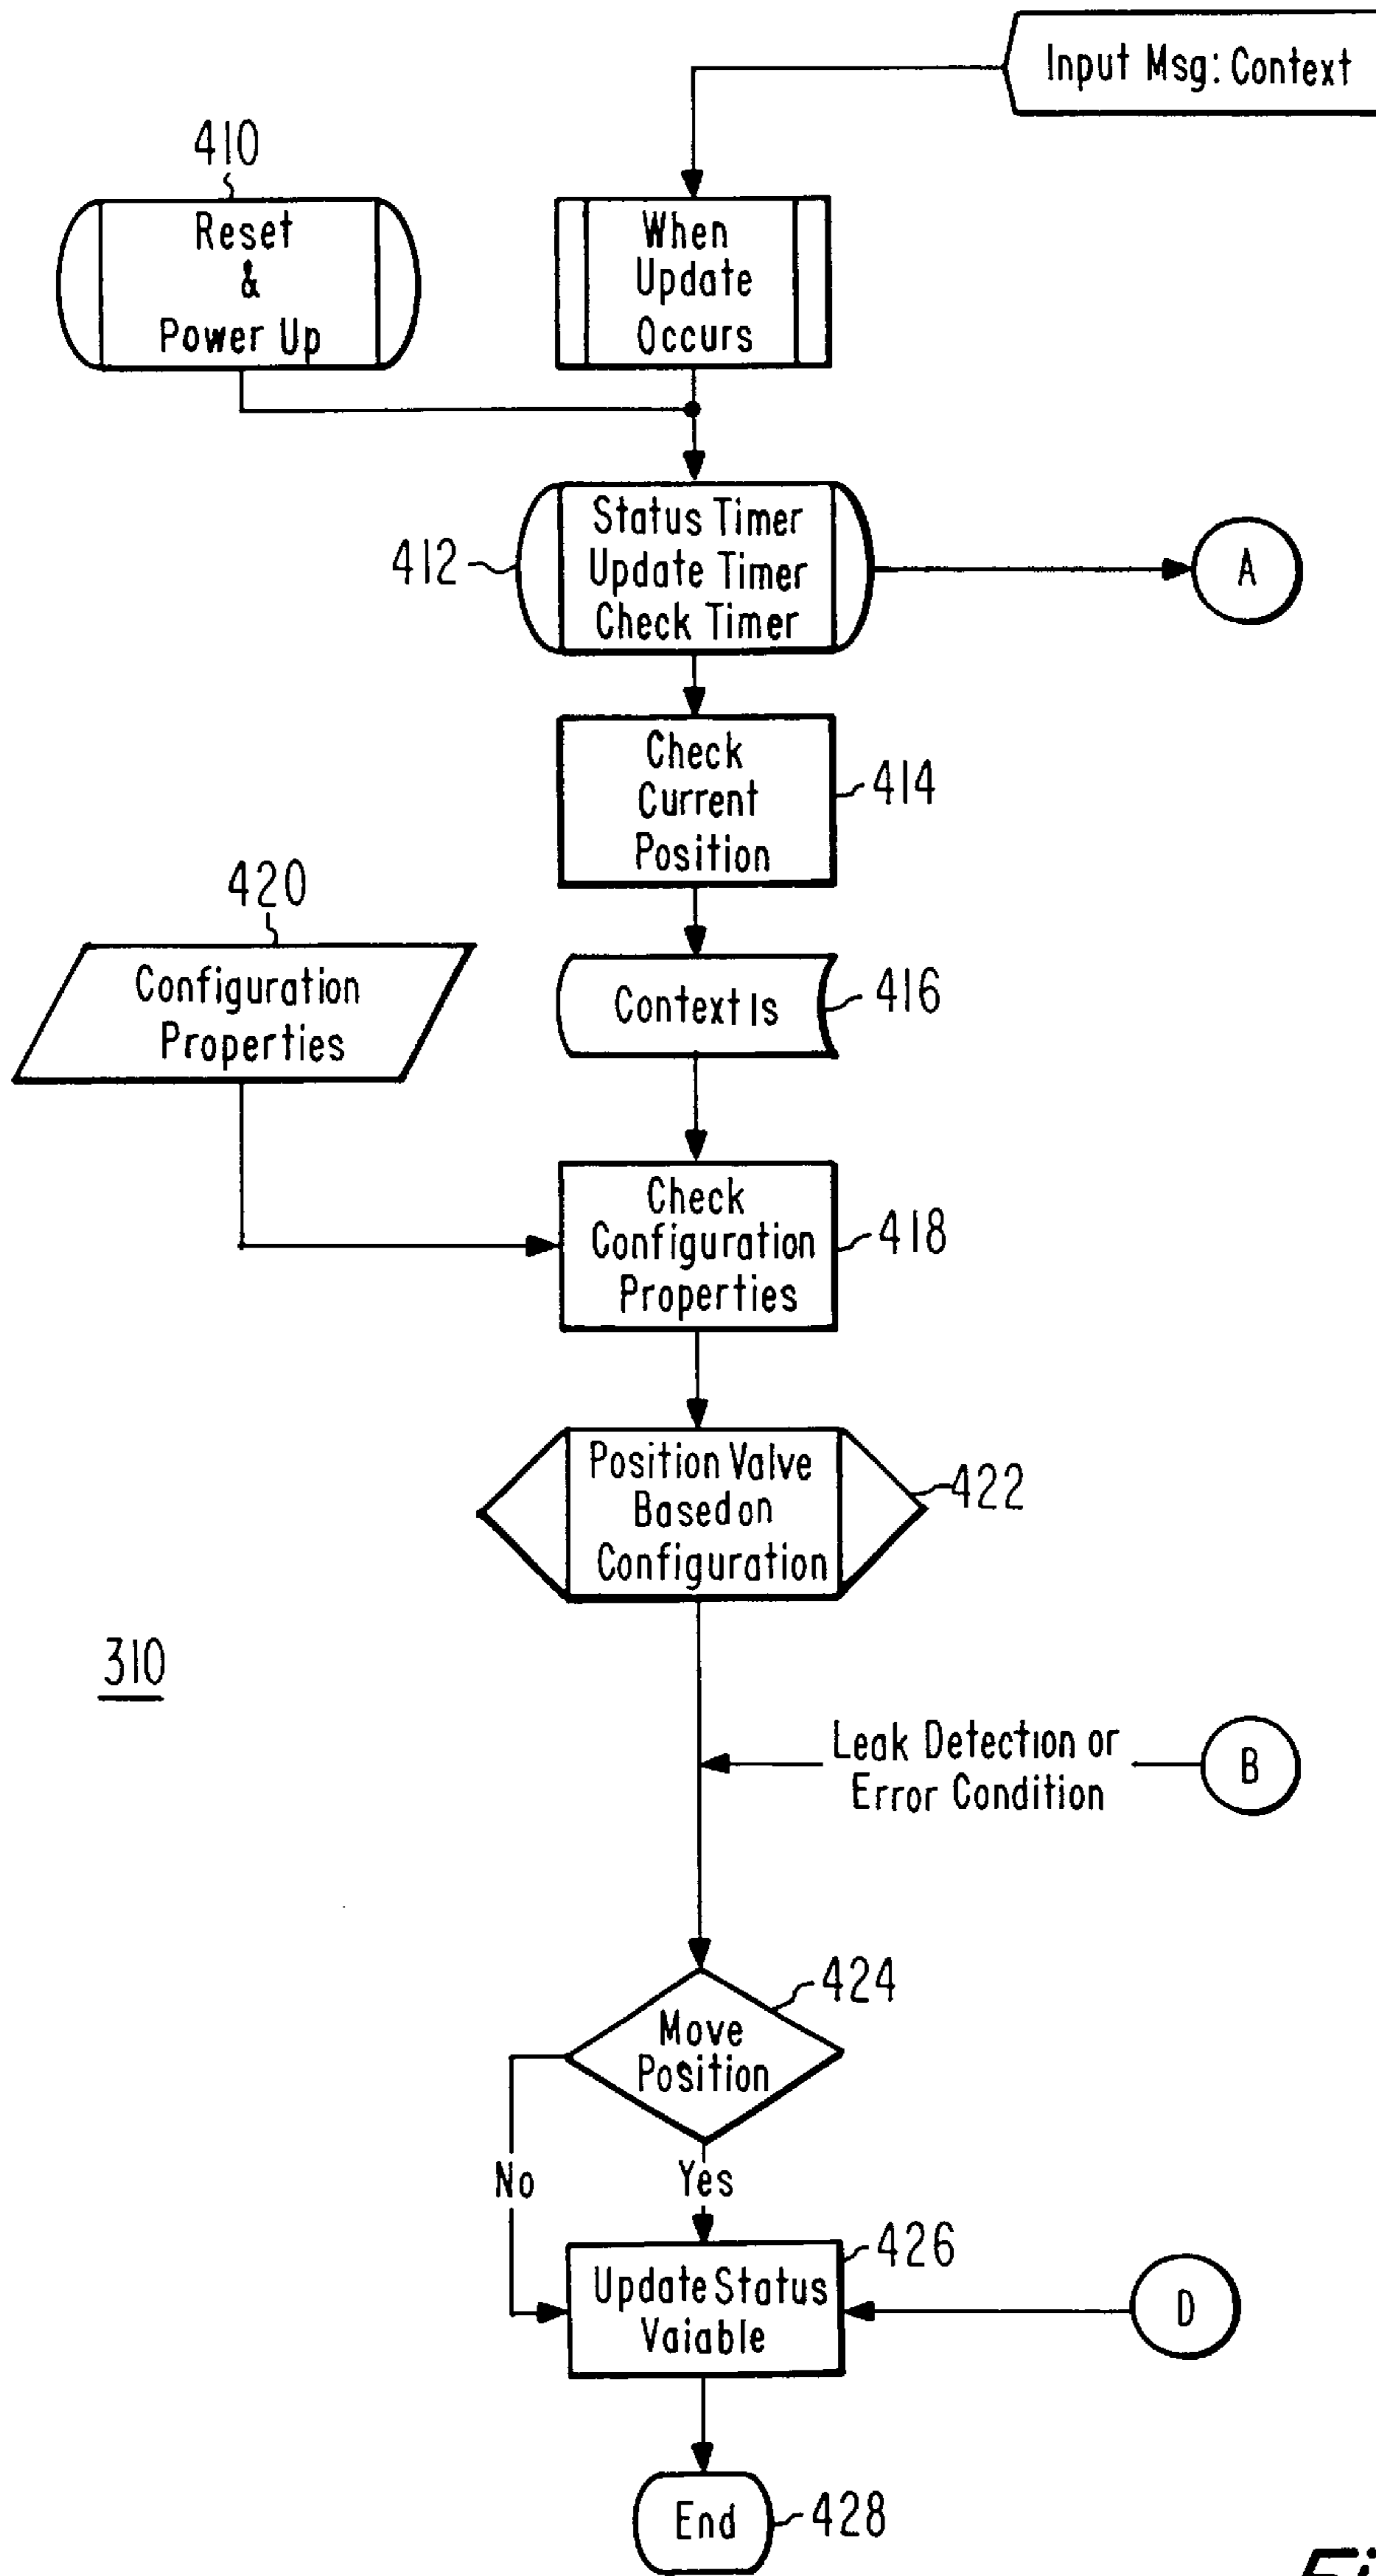 Input Msg: Context
410
Reset
&
Power Up
When
Update
Occurs
412
Status Timer
Update Timer
Check Timer
A
Check
Current
Position
414
420
Configuration
Properties
Context Is
416
Check
Configuration
Properties
418
Position Valve
Based on
Configuration
422
310
Leak Detection or
Error Condition
B
424
Move
Position
No
Yes
426
Update Status
Vaiable
D
End
428